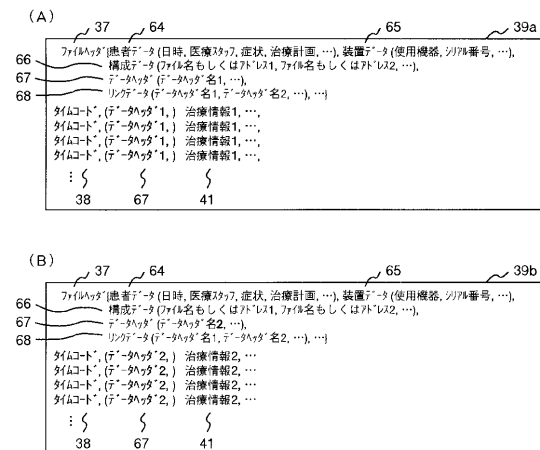 (A)
37 64 65 39a
ファイルヘッダ{患者データ(日時, 医療スタッフ, 症状, 治療計画, …), 装置データ(使用機器, シリアル番号, …),
66 構成データ(ファイル名もしくはアドレス1, ファイル名もしくはアドレス2, …),
67 データヘッダ(データヘッダ名1, …),
68 リンクデータ(データヘッダ名1, データヘッダ名2, …), …}
タイムコード, (データヘッダ1, ) 治療情報1, …,
タイムコード, (データヘッダ1, ) 治療情報1, …,
タイムコード, (データヘッダ1, ) 治療情報1, …,
タイムコード, (データヘッダ1, ) 治療情報1, …,
⋮
38 67 41
(B)
37 64 65 39b
ファイルヘッダ{患者データ(日時, 医療スタッフ, 症状, 治療計画, …), 装置データ(使用機器, シリアル番号, …),
66 構成データ(ファイル名もしくはアドレス1, ファイル名もしくはアドレス2, …),
67 データヘッダ(データヘッダ名2, …),
68 リンクデータ(データヘッダ名1, データヘッダ名2, …), …}
タイムコード, (データヘッダ2, ) 治療情報2, …
タイムコード, (データヘッダ2, ) 治療情報2, …
タイムコード, (データヘッダ2, ) 治療情報2, …
タイムコード, (データヘッダ2, ) 治療情報2, …
⋮
38 67 41